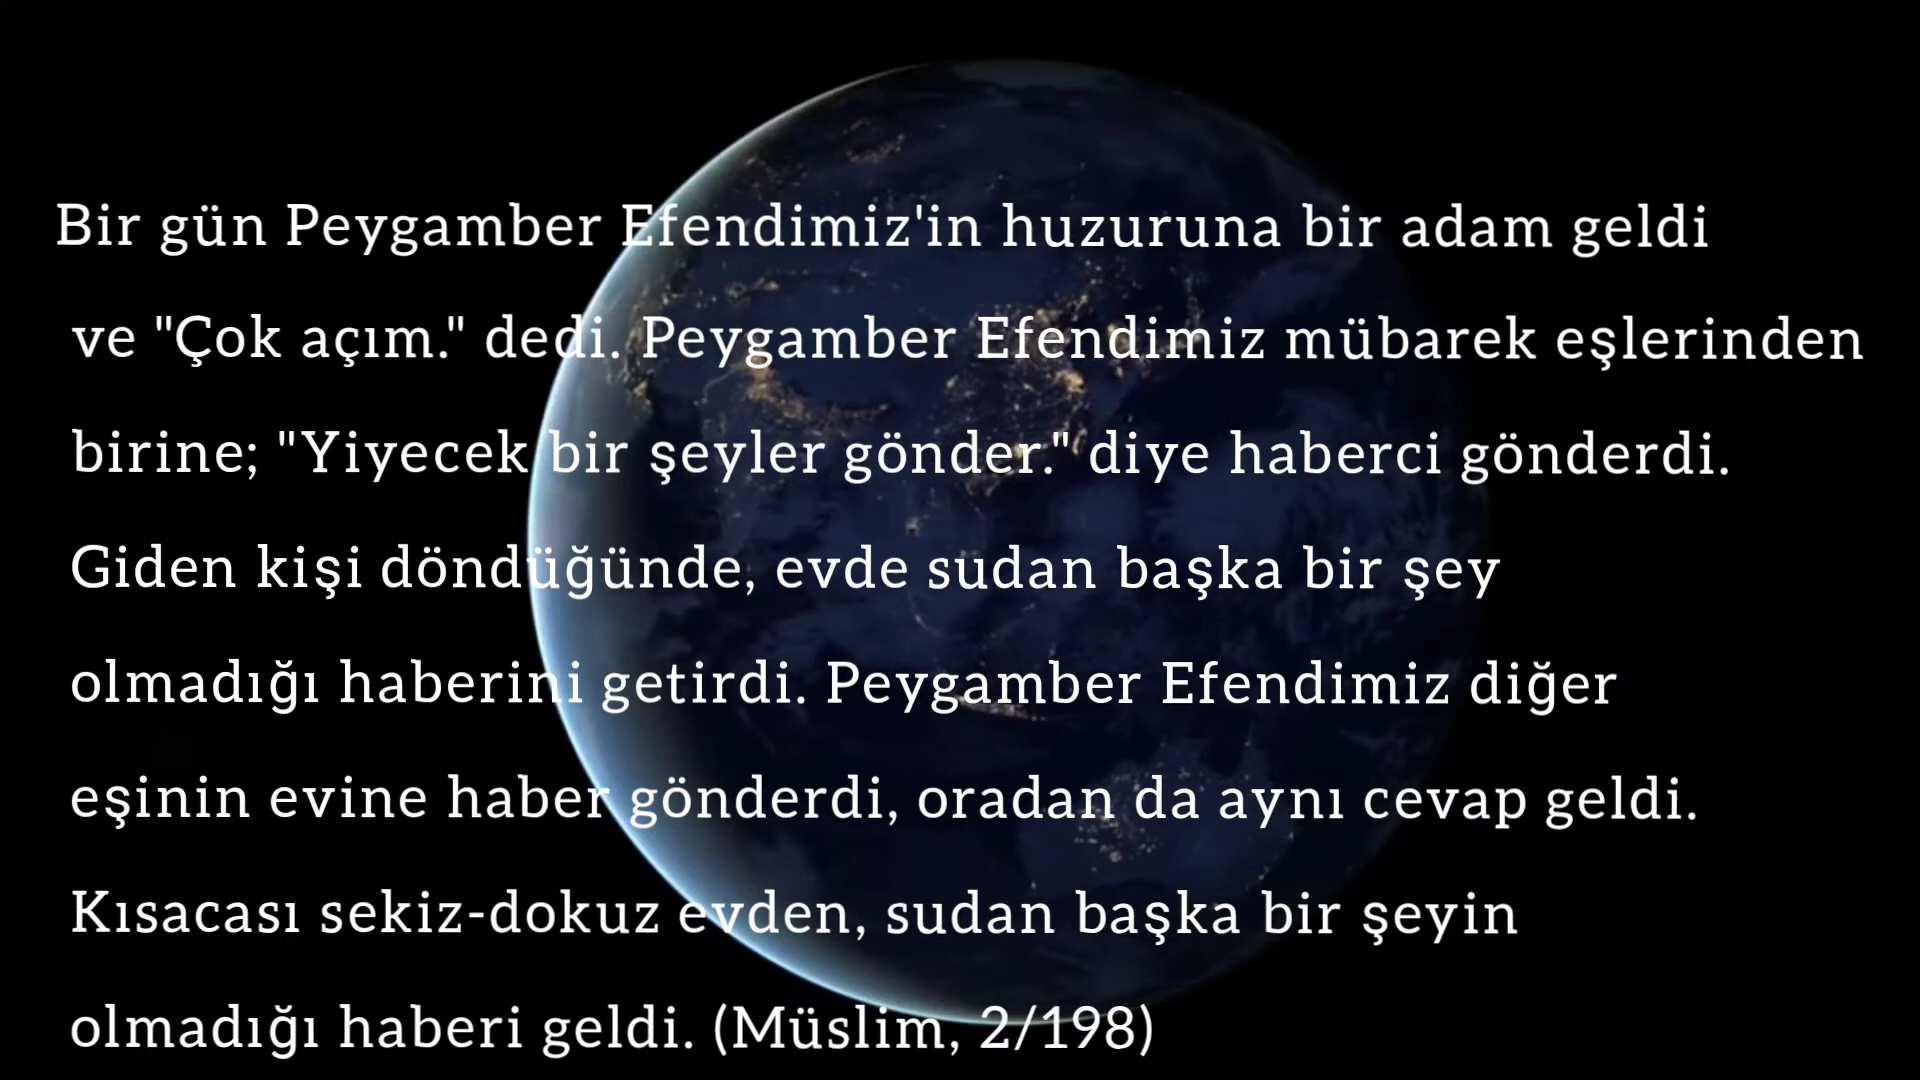 Bir gün Peygamber Efendimiz'in huzuruna bir adam geldi
ve "Çok açım." dedi. Peygamber Efendimiz mübarek eşlerinden
birine; "Yiyecek bir şeyler gönder." diye haberci gönderdi.
Giden kişi döndüğünde, evde sudan başka bir şey
olmadığı haberini getirdi. Peygamber Efendimiz diğer
eşinin evine haber gönderdi, oradan da aynı cevap geldi.
Kısacası sekiz-dokuz evden, sudan başka bir şeyin
olmadığı haberi geldi. (Müslim, 2/198)